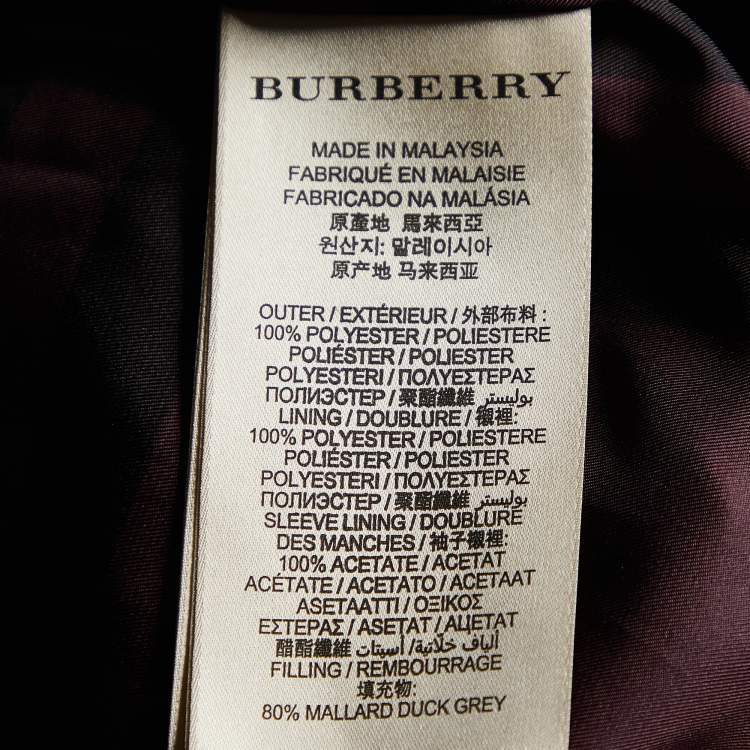 BURBERRY
MADE IN MALAYSIA
FABRIQUÉ EN MALAISIE
FABRICADO NA MALÁSIA
原產地 馬來西亞
원산지: 말레이시아
原产地 马来西亚
OUTER / EXTÉRIEUR / 外部布料 :
100% POLYESTER / POLIESTERE
POLIÉSTER / POLIESTER
POLYESTERI / ΠΟΛΥΕΣΤΕΡΑΣ
ПОЛИЭСТЕР / 聚酯纖維 بوليستر
LINING / DOUBLURE / 襯裡:
100% POLYESTER / POLIESTERE
POLIÉSTER / POLIESTER
POLYESTERI / ΠΟΛΥΕΣΤΕΡΑΣ
ПОЛИЭСТЕР / 聚酯纖維 بوليستر
SLEEVE LINING / DOUBLURE
DES MANCHES / 袖子襯裡:
100% ACETATE / ACETAT
ACÉTATE / ACETATO / ACETAAT
ASETAATTI / ΟΞΙΚΟΣ
ΕΣΤΕΡΑΣ / ASETAT / АЦЕТАТ
醋酯纖維 ألياف خلاتية/ أسيتات
FILLING / REMBOURRAGE
填充物:
80% MALLARD DUCK GREY